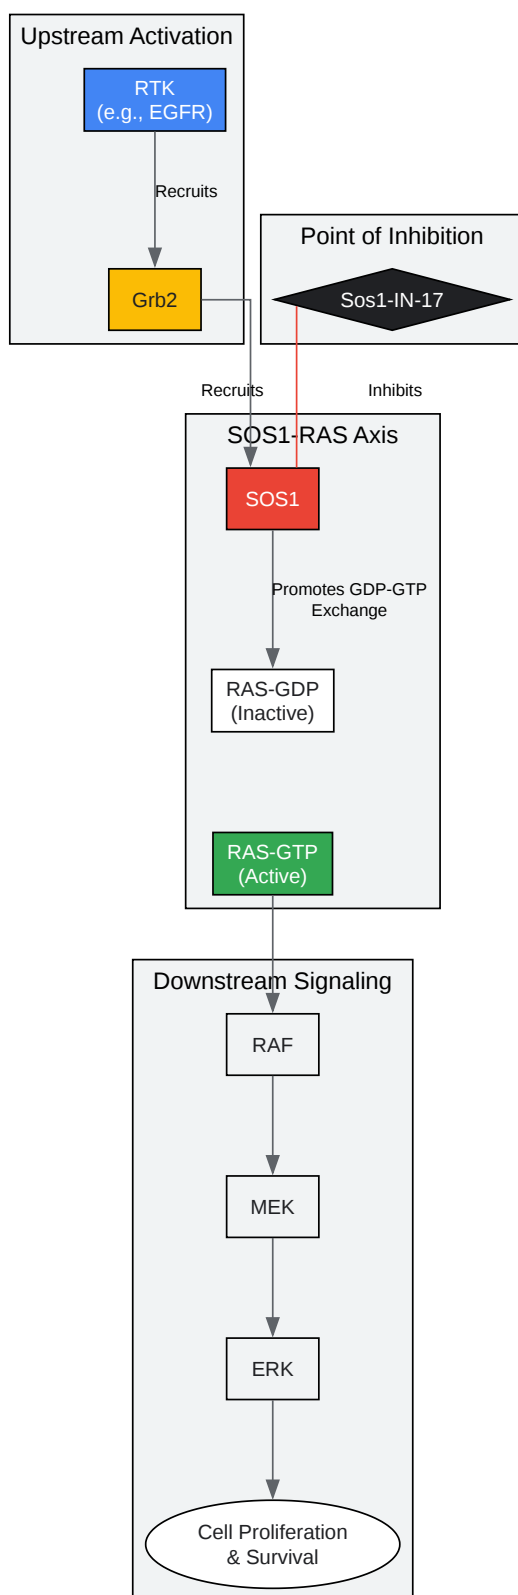 Upstream Activation
RTK
(e.g., EGFR)
Recruits
Grb2
Point of Inhibition
Sos1-IN-17
Recruits
Inhibits
SOS1-RAS Axis
SOS1
Promotes GDP-GTP
Exchange
RAS-GDP
(Inactive)
RAS-GTP
(Active)
Downstream Signaling
RAF
MEK
ERK
Cell Proliferation
& Survival